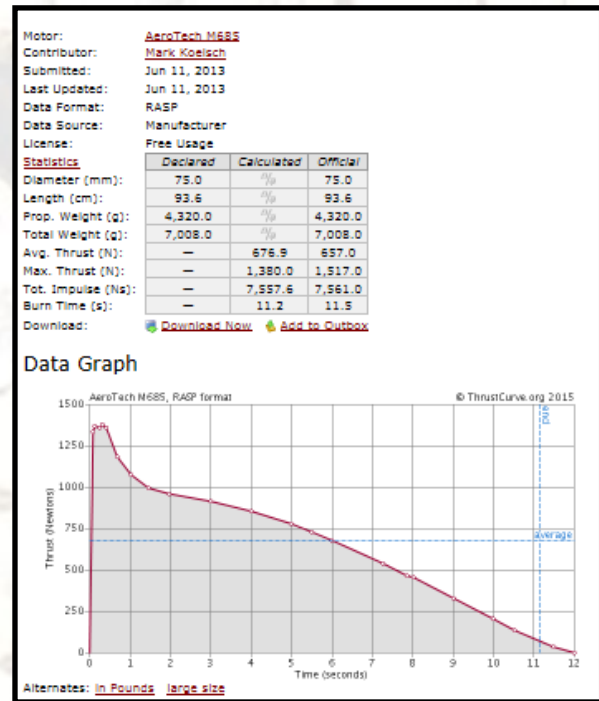 Motor: AeroTech M685
Contributor: Mark Koelsch
Submitted: Jun 11, 2013
Last Updated: Jun 11, 2013
Data Format: RASP
Data Source: Manufacturer
License: Free Usage
Statistics Declared Calculated Official
Diameter (mm): 75.0 n/a 75.0
Length (cm): 93.6 n/a 93.6
Prop. Weight (g): 4,320.0 n/a 4,320.0
Total Weight (g): 7,008.0 n/a 7,008.0
Avg. Thrust (N): — 676.9 657.0
Max. Thrust (N): — 1,380.0 1,517.0
Tot. Impulse (Ns): — 7,557.6 7,561.0
Burn Time (s): — 11.2 11.5
Download: Download Now Add to Outbox
Data Graph
AeroTech M685, RASP format © ThrustCurve.org 2015
1500
1250
1000
750
500
250
0
Thrust (Newtons)
end
average
0 1 2 3 4 5 6 7 8 9 10 11 12
Time (seconds)
Alternates: in Pounds large size